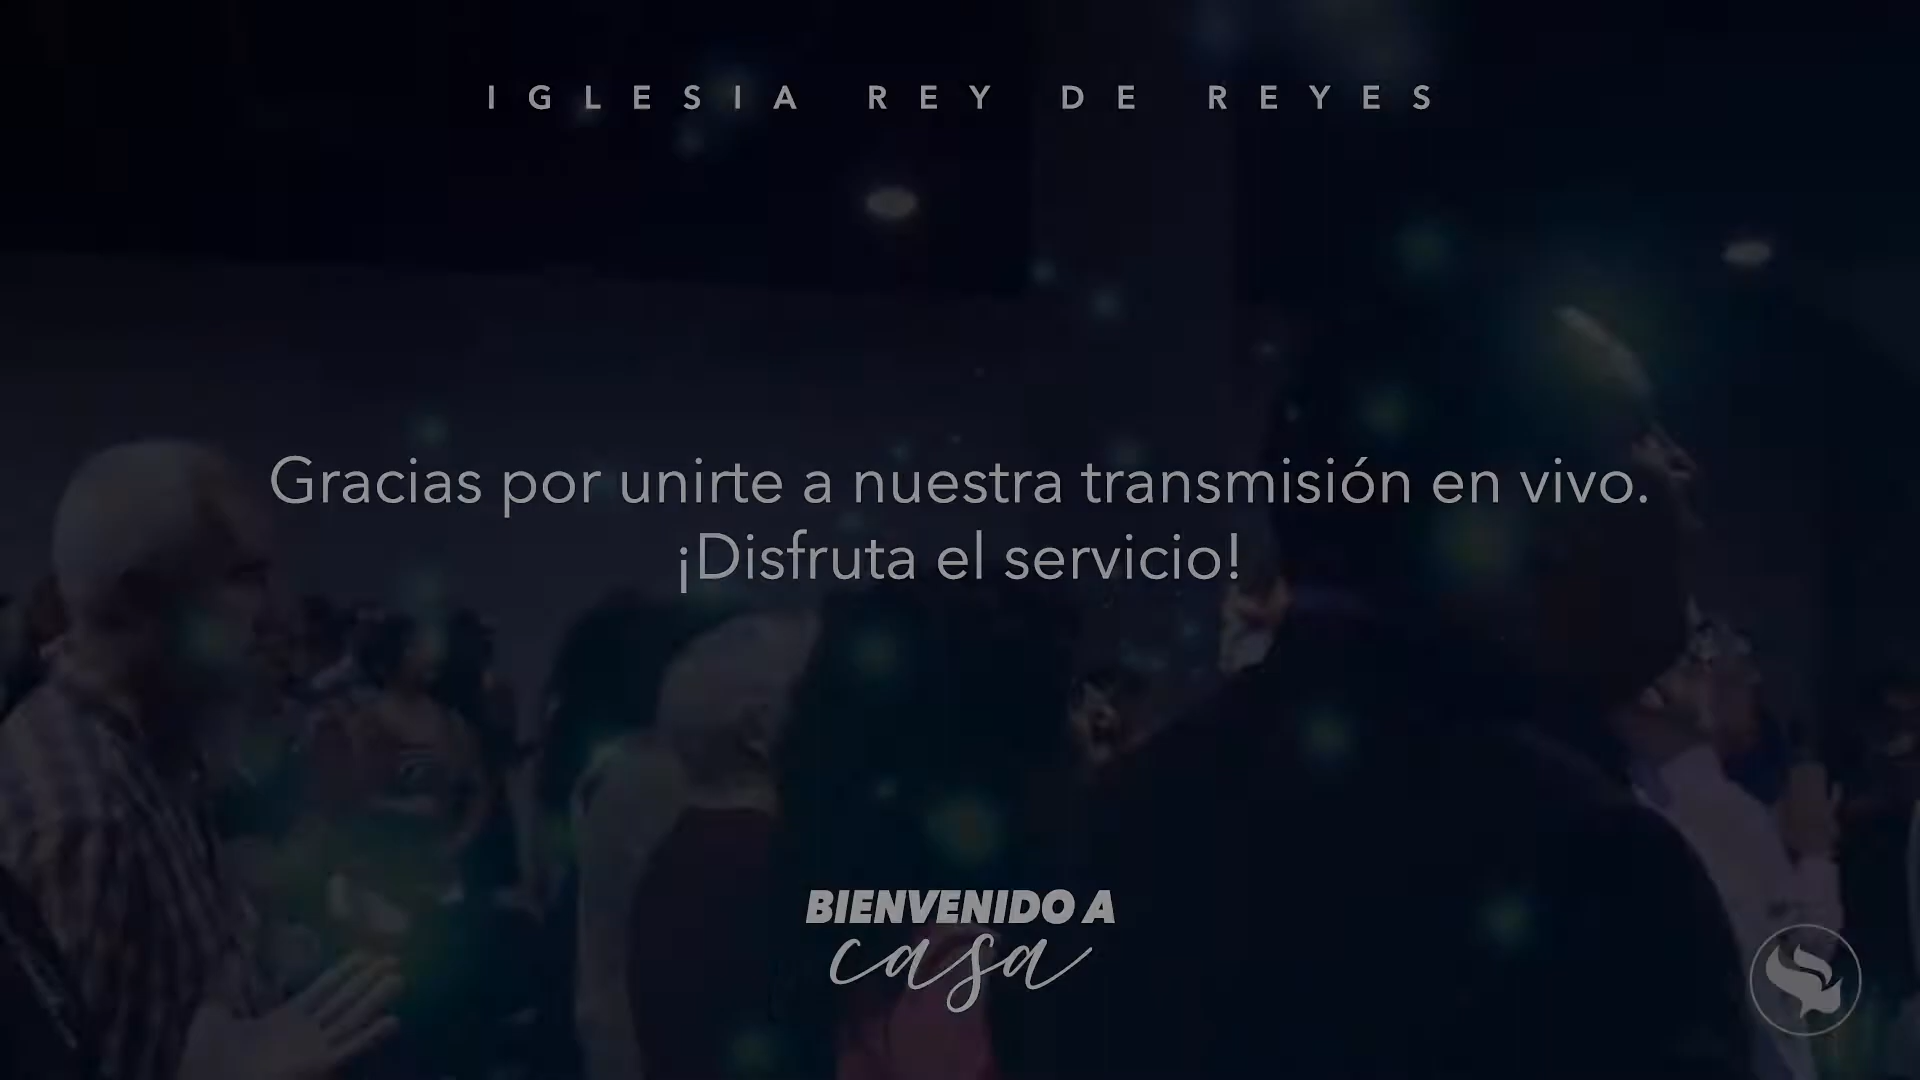 IGLESIA REY DE REYES
Gracias por unirte a nuestra transmisión en vivo.
¡Disfruta el servicio!
BIENVENIDO A
casa